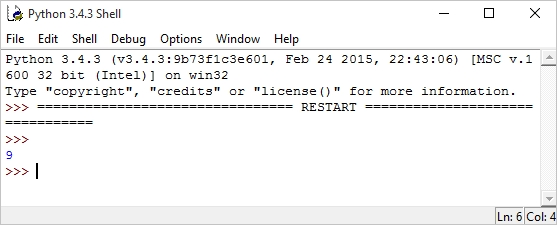 Python 3.4.3 Shell
File Edit Shell Debug Options Window Help
Python 3.4.3 (v3.4.3:9b73f1c3e601, Feb 24 2015, 22:43:06) [MSC v.1
600 32 bit (Intel)] on win32
Type "copyright", "credits" or "license()" for more information.
>>> ================================ RESTART =====================
===========
>>>
9
>>>
Ln: 6 Col: 4